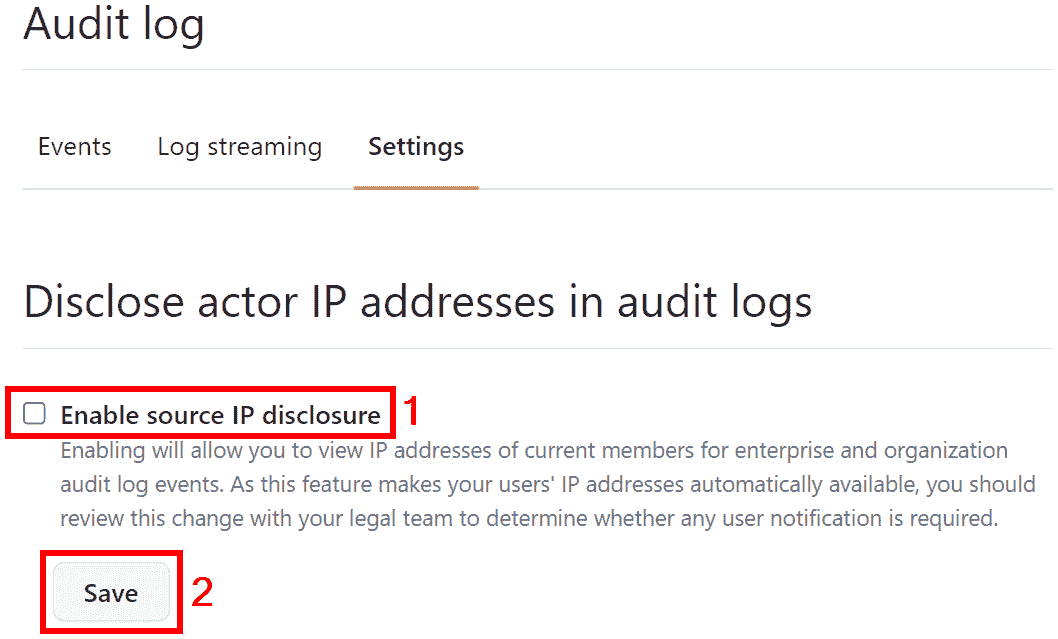 Audit log
Events Log streaming Settings
Disclose actor IP addresses in audit logs
Enable source IP disclosure 1
Enabling will allow you to view IP addresses of current members for enterprise and organization
audit log events. As this feature makes your users' IP addresses automatically available, you should
review this change with your legal team to determine whether any user notification is required.
Save 2